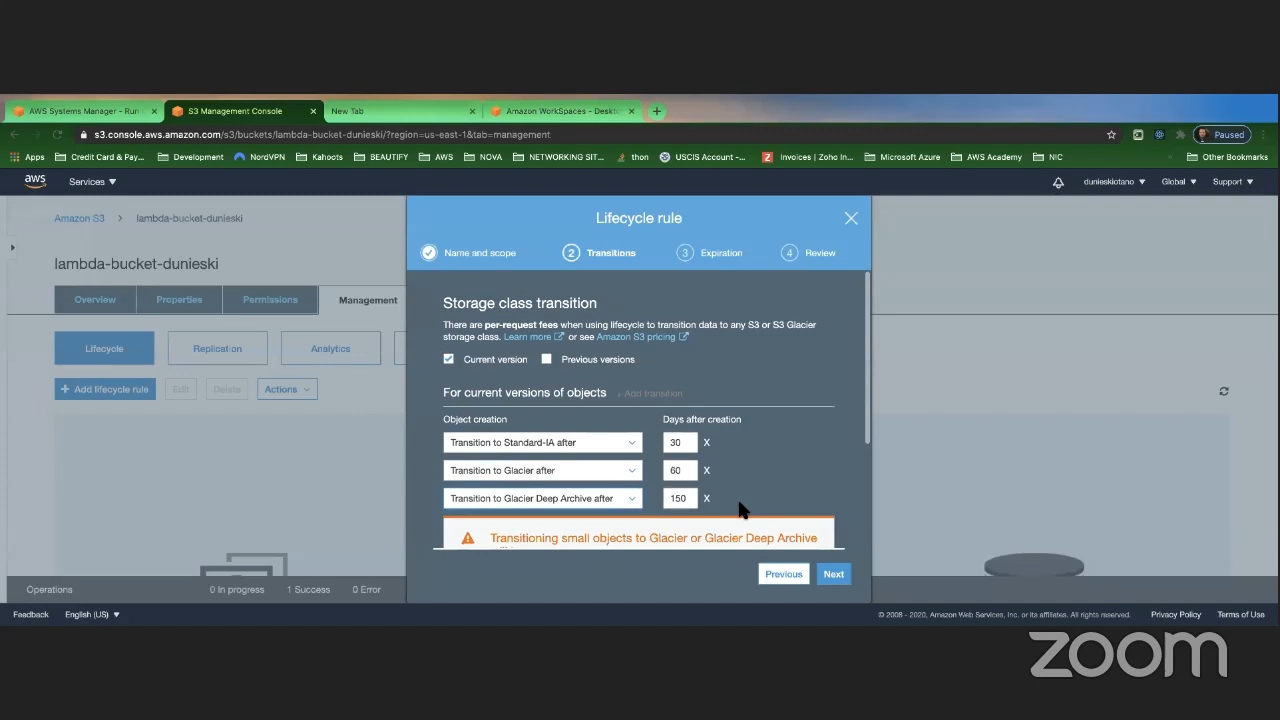 AWS Systems Manager - Run
S3 Management Console
New Tab
Amazon WorkSpaces - Deskto
s3.console.aws.amazon.com/s3/buckets/lambda-bucket-dunieski/?region=us-east-1&tab=management
Paused
Apps
Credit Card & Pay...
Development
NordVPN
Kahoots
BEAUTIFY
AWS
NOVA
NETWORKING SIT...
thon
USCIS Account -...
Invoices | Zoho In...
Microsoft Azure
AWS Academy
NIC
Other Bookmarks
aws
Services
dunieskiotano
Global
Support
Amazon S3 > lambda-bucket-dunieski
lambda-bucket-dunieski
Overview
Properties
Permissions
Management
Lifecycle
Replication
Analytics
+ Add lifecycle rule
Edit
Delete
Actions
Lifecycle rule
Name and scope
2 Transitions
3 Expiration
4 Review
Storage class transition
There are per-request fees when using lifecycle to transition data to any S3 or S3 Glacier
storage class. Learn more or see Amazon S3 pricing
Current version
Previous versions
For current versions of objects + Add transition
Object creation
Days after creation
Transition to Standard-IA after
30 X
Transition to Glacier after
60 X
Transition to Glacier Deep Archive after
150 X
Transitioning small objects to Glacier or Glacier Deep Archive
Previous
Next
Operations
0 In progress
1 Success
0 Error
Feedback
English (US)
© 2008 - 2020, Amazon Web Services, Inc. or its affiliates. All rights reserved.
Privacy Policy
Terms of Use
zoom